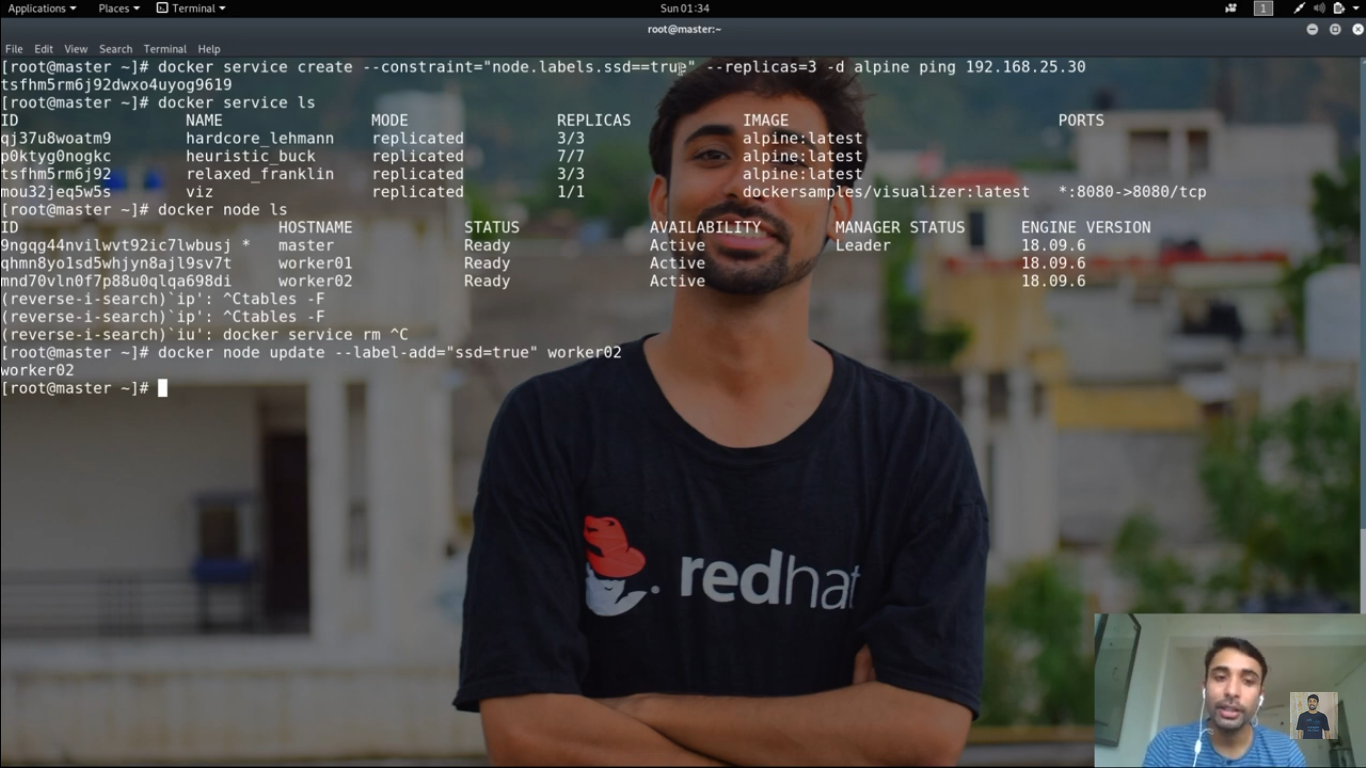 Applications Places Terminal Sun 01:34 1
root@master:~
File Edit View Search Terminal Help
[root@master ~]# docker service create --constraint="node.labels.ssd==true" --replicas=3 -d alpine ping 192.168.25.30
tsfhm5rm6j92dwxo4uyog9619
[root@master ~]# docker service ls
ID NAME MODE REPLICAS IMAGE PORTS
qj37u8woatm9 hardcore_lehmann replicated 3/3 alpine:latest
p0ktyg0nogkc heuristic_buck replicated 7/7 alpine:latest
tsfhm5rm6j92 relaxed_franklin replicated 3/3 alpine:latest
mou32jeq5w5s viz replicated 1/1 dockersamples/visualizer:latest *:8080->8080/tcp
[root@master ~]# docker node ls
ID HOSTNAME STATUS AVAILABILITY MANAGER STATUS ENGINE VERSION
9ngqg44nvilwvt92ic7lwbusj * master Ready Active Leader 18.09.6
qhmn8yo1sd5whjyn8ajl9sv7t worker01 Ready Active 18.09.6
mnd70vln0f7p88u0qlqa698di worker02 Ready Active 18.09.6
(reverse-i-search)`ip': ^Ctables -F
(reverse-i-search)`ip': ^Ctables -F
(reverse-i-search)`iu': docker service rm ^C
[root@master ~]# docker node update --label-add="ssd=true" worker02
worker02
[root@master ~]#
redhat